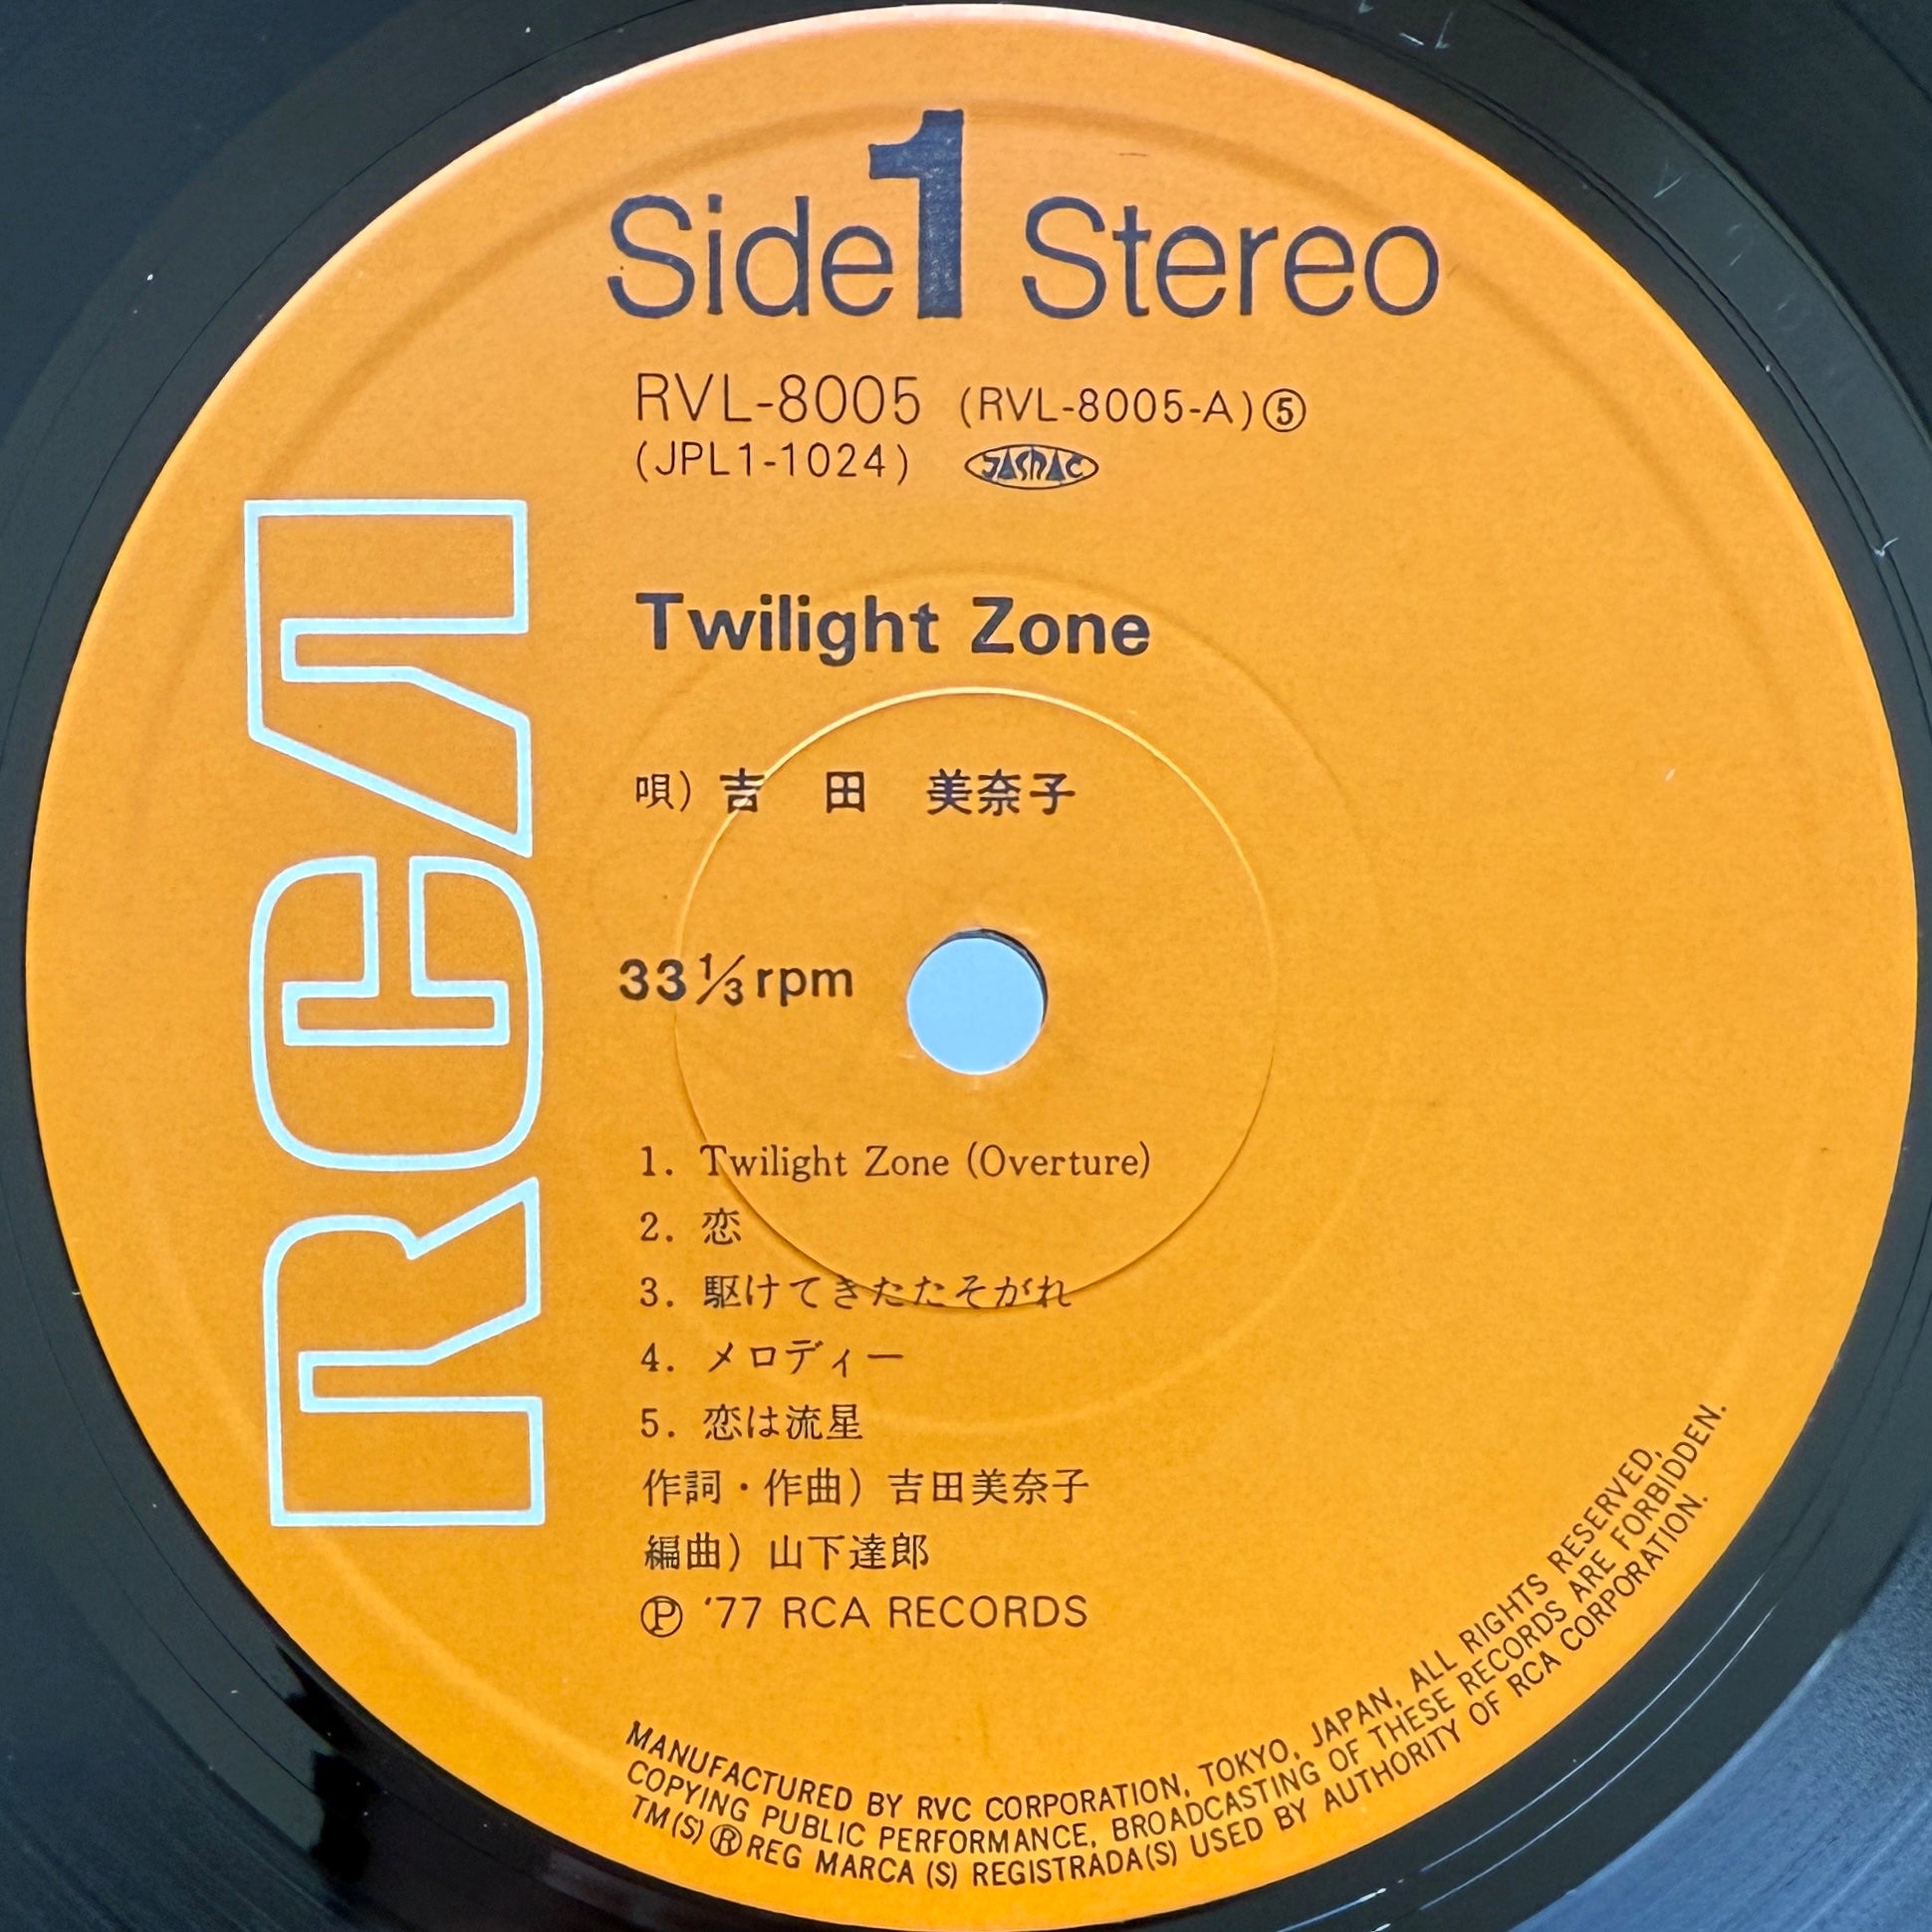 Side 1 Stereo
RVL-8005 (RVL-8005-A)⑤
(JPL1-1024) JASRAC
RCA
Twilight Zone
唄) 吉田 美奈子
33 1/3 rpm
1. Twilight Zone (Overture)
2. 恋
3. 駆けてきたたそがれ
4. メロディー
5. 恋は流星
作詞・作曲) 吉田美奈子
編曲) 山下達郎
Ⓟ '77 RCA RECORDS
MANUFACTURED BY RVC CORPORATION, TOKYO, JAPAN, ALL RIGHTS RESERVED,
COPYING PUBLIC PERFORMANCE, BROADCASTING OF THESE RECORDS ARE FORBIDDEN.
TM(S)®REG MARCA (S) REGISTRADA(S) USED BY AUTHORITY OF RCA CORPORATION.